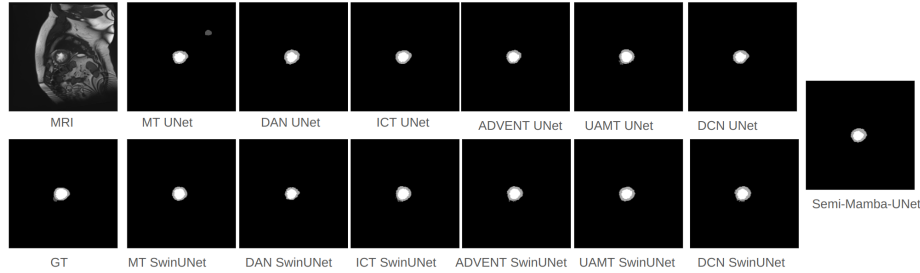 MRI
MT UNet
DAN UNet
ICT UNet
ADVENT UNet
UAMT UNet
DCN UNet
Semi-Mamba-UNet
GT
MT SwinUNet
DAN SwinUNet
ICT SwinUNet
ADVENT SwinUNet
UAMT SwinUNet
DCN SwinUNet